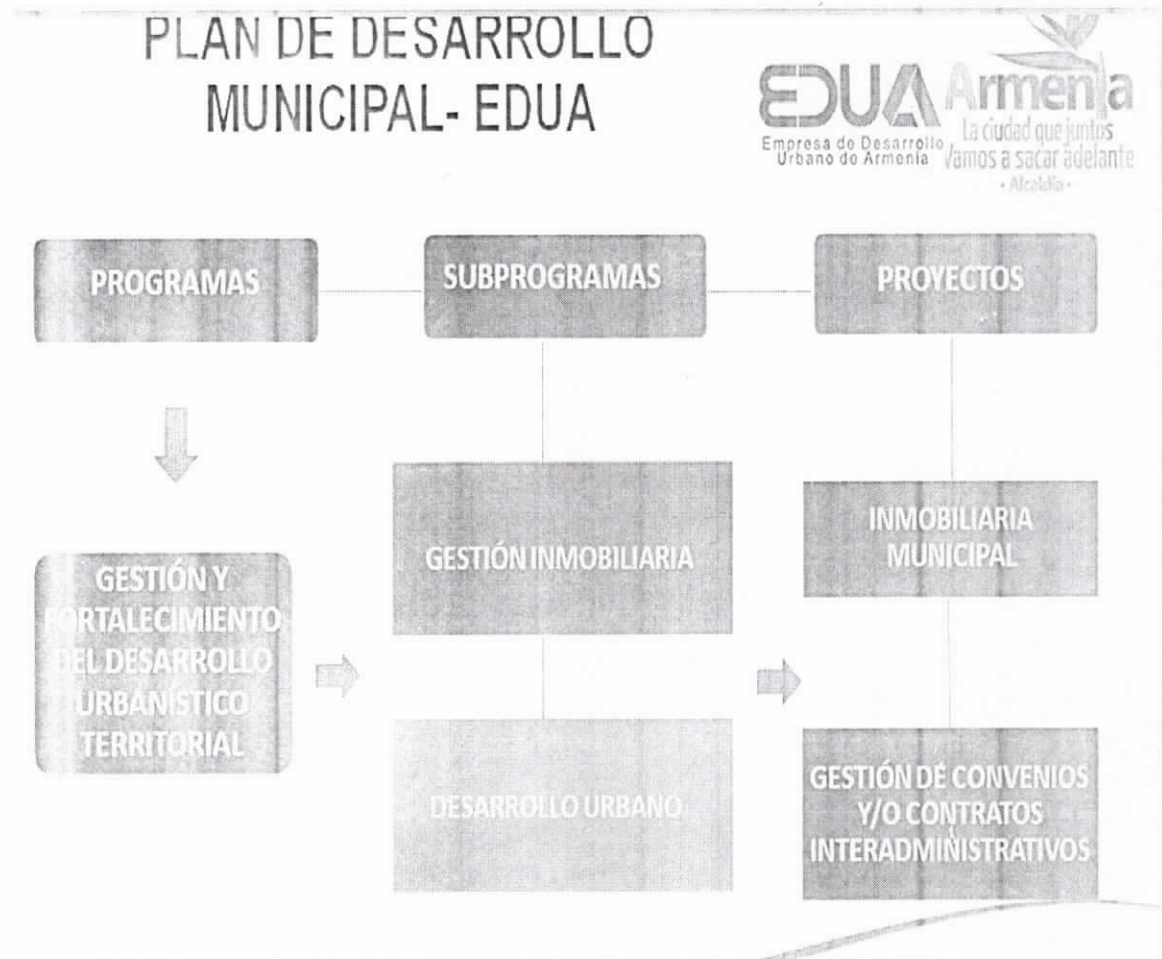 PLAN DE DESARROLLO
MUNICIPAL- EDUA
EDUA
Empresa de Desarrollo
Urbano de Armenia
Armenia
La ciudad que juntos
Vamos a sacar adelante
• Alcaldía •
PROGRAMAS
SUBPROGRAMAS
PROYECTOS
GESTIÓN Y
FORTALECIMIENTO
DEL DESARROLLO
URBANÍSTICO
TERRITORIAL
GESTIÓN INMOBILIARIA
DESARROLLO URBANO
INMOBILIARIA
MUNICIPAL
GESTIÓN DE CONVENIOS
Y/O CONTRATOS
INTERADMINISTRATIVOS